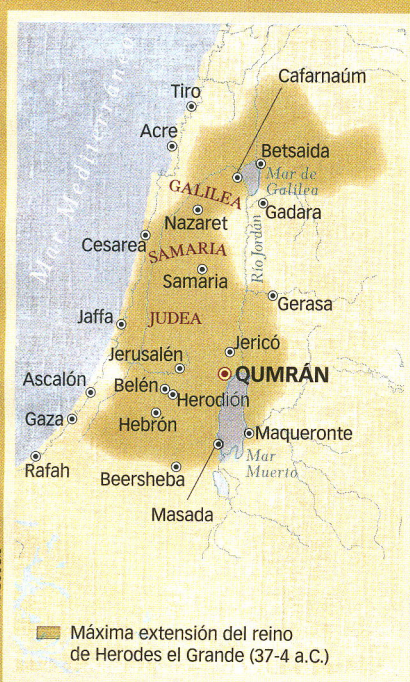 Cafarnaúm
Tiro
Acre
Betsaida
Mar Mediterráneo
Mar de
Galilea
GALILEA
Nazaret
Gadara
Cesarea
SAMARIA
Río Jordán
Samaria
Gerasa
Jaffa
JUDEA
Jerusalén
Jericó
QUMRÁN
Ascalón
Belén
Herodión
Gaza
Hebrón
Maqueronte
Rafah
Beersheba
Mar
Muerto
Masada
Máxima extensión del reino
de Herodes el Grande (37-4 a.C.)